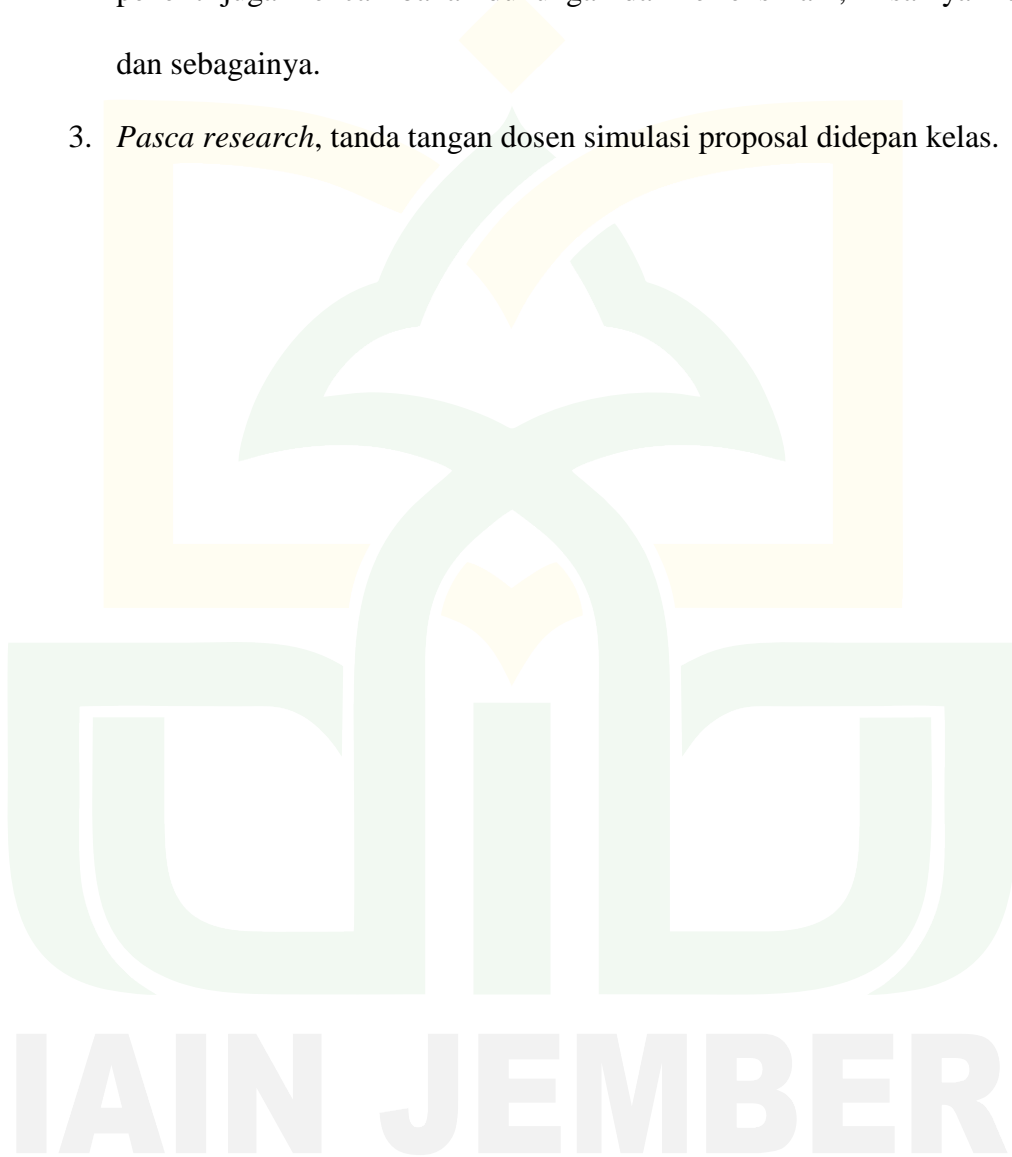 dan sebagainya.
3. Pasca research, tanda tangan dosen simulasi proposal didepan kelas.
IAIN JEMBER